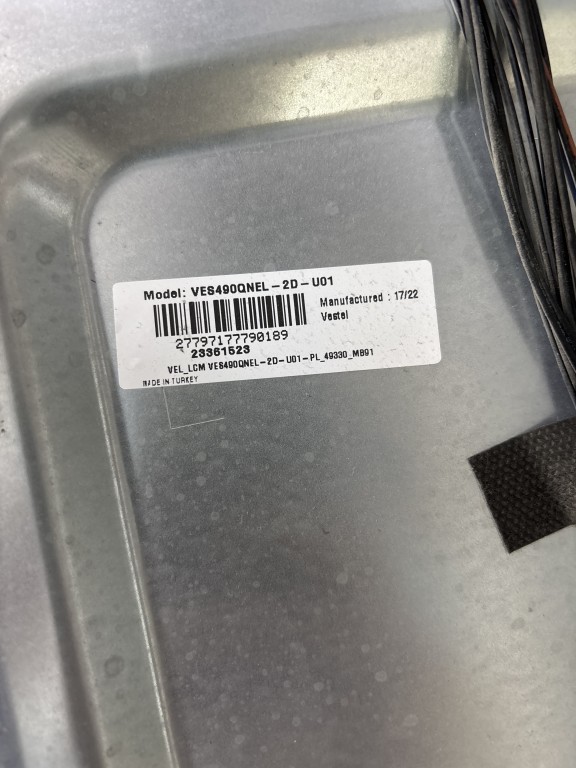 Model: VES490QNEL-2D-U01
Manufactured : 17/22
Vestel
27797177790189
23361523
VEL_LCM VES490QNEL-2D-U01-PL_49330_MB91
MADE IN TURKEY